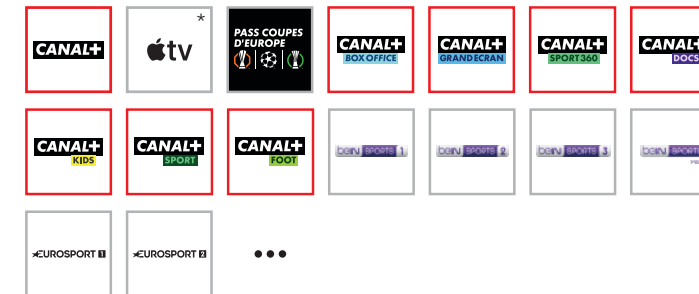 CANAL+
tv
*
PASS COUPES
D'EUROPE
CANAL+
BOX OFFICE
CANAL+
GRAND ECRAN
CANAL+
SPORT 360
CANAL+
DOCS
CANAL+
KIDS
CANAL+
SPORT
CANAL+
FOOT
beIN SPORTS 1
beIN SPORTS 2
beIN SPORTS 3
beIN SPORTS
EUROSPORT 1
EUROSPORT 2
•••